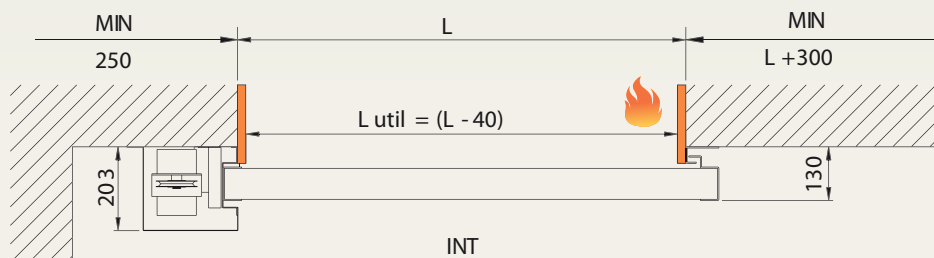 MIN
L
MIN
250
L +300
L util = (L - 40)
203
130
INT